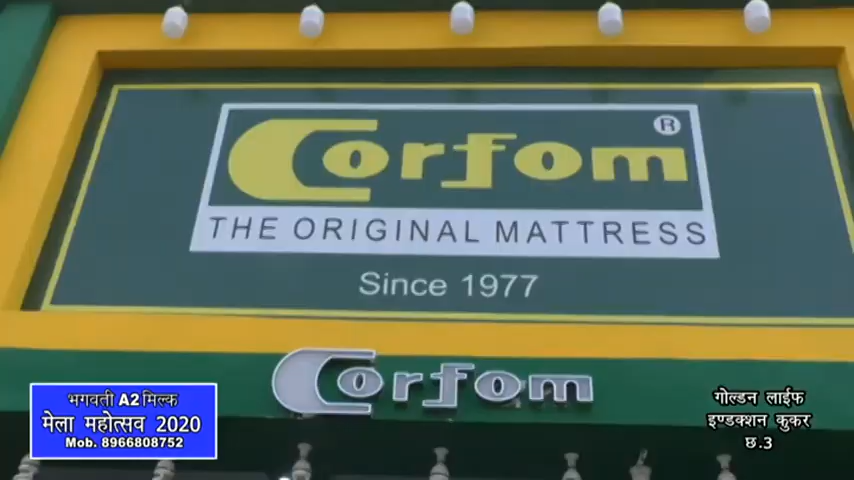 Corfom ®
THE ORIGINAL MATTRESS
Since 1977
Corfom
भगवती A2 मिल्क
मेला महोत्सव 2020
Mob. 8966808752
गोल्डन लाईफ
इण्डक्शन कुकर
छ.3